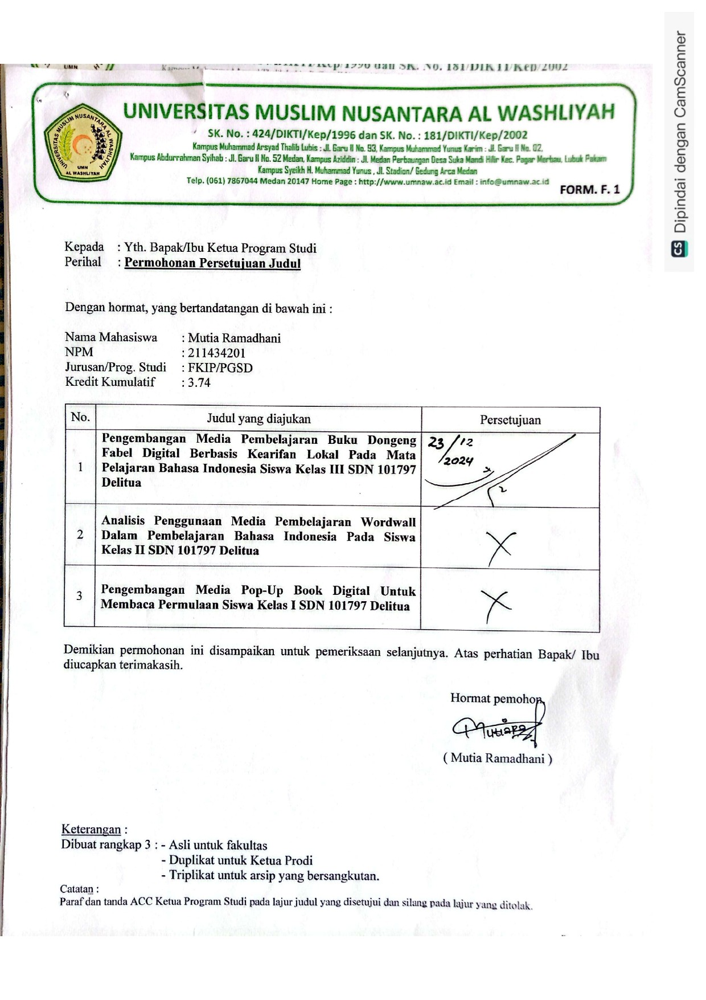 Kep/1996 dan SK. No. 181/DIKTI/Kep/2002
UNIVERSITAS MUSLIM NUSANTARA AL WASHLIYAH
UMN
AL WASHLIYAH
UNIVERSITAS MUSLIM NUSANTARA AL WASHLIYAH
SK. No. : 424/DIKTI/Kep/1996 dan SK. No. : 181/DIKTI/Kep/2002
Kampus Muhammad Arsyad Thalib Lubis : Jl. Garu II No. 93, Kampus Muhammad Yunus Karim : Jl. Garu II No. 02,
Kampus Abdurrahman Syihab : Jl. Garu II No. 52 Medan, Kampus Aziddin : Jl. Medan Perbaungan Desa Suka Mandi Hilir Kec. Pagar Merbau, Lubuk Pakam
Kampus Syeikh H. Muhammad Yunus , Jl. Stadion/ Gedung Arca Medan
Telp. (061) 7867044 Medan 20147 Home Page : http://www.umnaw.ac.id Email : info@umnaw.ac.id
FORM. F. 1
Kepada : Yth. Bapak/Ibu Ketua Program Studi
Perihal : Permohonan Persetujuan Judul
Dengan hormat, yang bertandatangan di bawah ini :
Nama Mahasiswa : Mutia Ramadhani
NPM : 211434201
Jurusan/Prog. Studi : FKIP/PGSD
Kredit Kumulatif : 3.74
No. Judul yang diajukan Persetujuan
1
Pengembangan Media Pembelajaran Buku Dongeng
Fabel Digital Berbasis Kearifan Lokal Pada Mata
Pelajaran Bahasa Indonesia Siswa Kelas III SDN 101797
Delitua
23/12
/2024
2
Analisis Penggunaan Media Pembelajaran Wordwall
Dalam Pembelajaran Bahasa Indonesia Pada Siswa
Kelas II SDN 101797 Delitua
3
Pengembangan Media Pop-Up Book Digital Untuk
Membaca Permulaan Siswa Kelas I SDN 101797 Delitua
Demikian permohonan ini disampaikan untuk pemeriksaan selanjutnya. Atas perhatian Bapak/ Ibu
diucapkan terimakasih.
Hormat pemohon
( Mutia Ramadhani )
Keterangan :
Dibuat rangkap 3 : - Asli untuk fakultas
- Duplikat untuk Ketua Prodi
- Triplikat untuk arsip yang bersangkutan.
Catatan :
Paraf dan tanda ACC Ketua Program Studi pada lajur judul yang disetujui dan silang pada lajur yang ditolak.
CS Dipindai dengan CamScanner